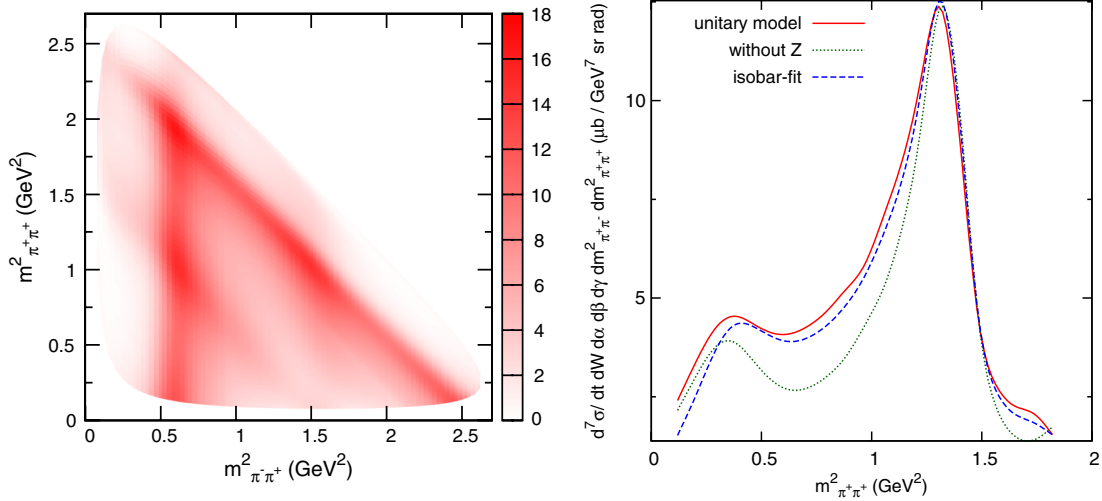 2.5
2
1.5
1
0.5
0
m²π⁺π⁺ (GeV²)
0 0.5 1 1.5 2 2.5
m²π⁻π⁺ (GeV²)
18
16
14
12
10
8
6
4
2
0
unitary model
without Z
isobar-fit
10
5
d⁷σ/ dt dW dα dβ dγ dm²π⁺π⁻ dm²π⁺π⁺ (μb / GeV⁷ sr rad)
0 0.5 1 1.5 2
m²π⁺π⁺ (GeV²)